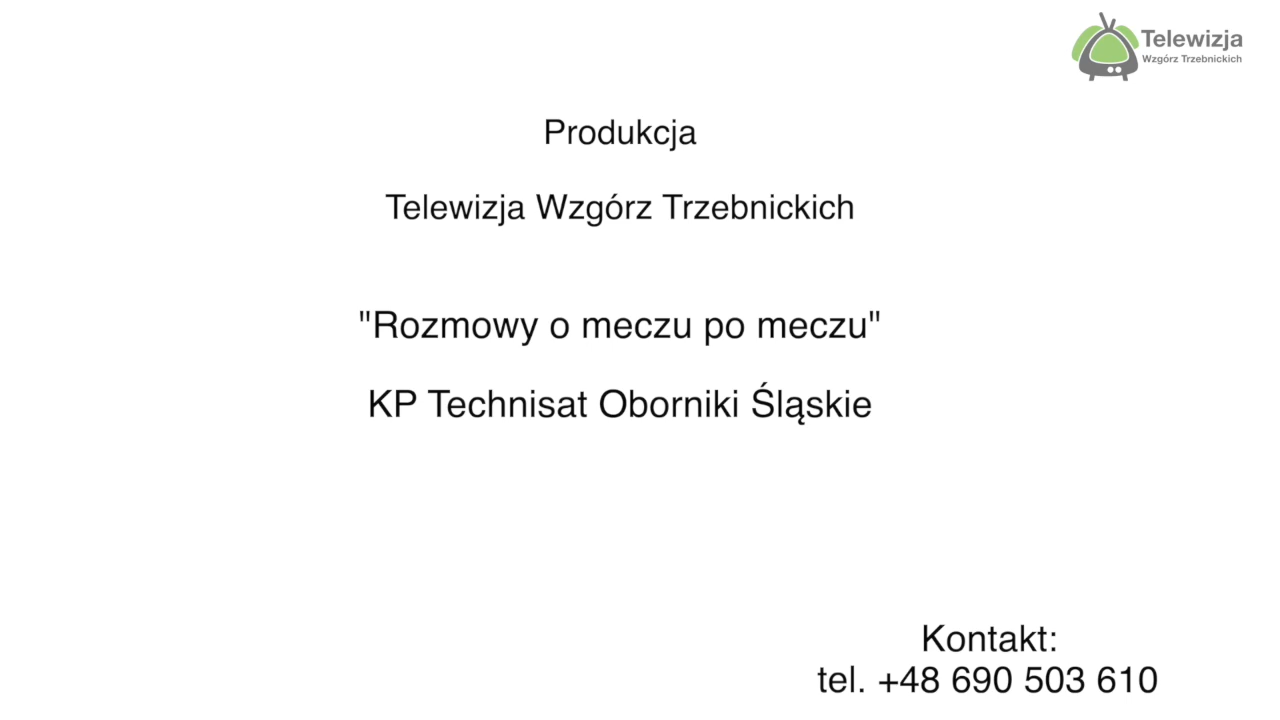 Telewizja
Wzgórz Trzebnickich
Produkcja
Telewizja Wzgórz Trzebnickich
"Rozmowy o meczu po meczu"
KP Technisat Oborniki Śląskie
Kontakt:
tel. +48 690 503 610